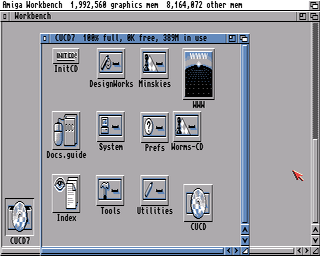 Amiga Workbench 1,992,560 graphics mem 8,164,072 other mem
Workbench
CUCD7 100% full, 0K free, 389M in use
INITCD
InitCD
DesignWorks
Minskies
WWW
Docs.guide
System
Prefs
Worms-CD
Index
Tools
Utilities
CUCD
CUCD7